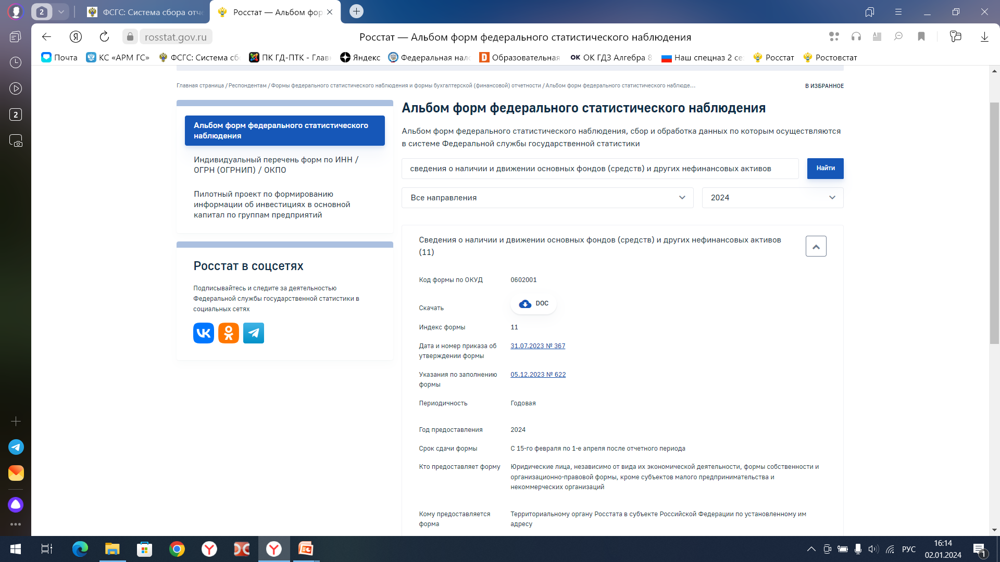 2
ФСГС: Система сбора отче
Росстат — Альбом фор
rosstat.gov.ru
Росстат — Альбом форм федерального статистического наблюдения
Почта
КС «АРМ ГС»
ФСГС: Система сб
ПК ГД-ПТК - Глав
Яндекс
Федеральная нал
Образовательная
ОК ГДЗ Алгебра 8
Наш спецназ 2 се
Росстат
Ростовстат
Главная страница / Респондентам / Формы федерального статистического наблюдения и формы бухгалтерской (финансовой) отчетности / Альбом форм федерального статистического наблюде...
В ИЗБРАННОЕ
Альбом форм федерального статистического
наблюдения
Индивидуальный перечень форм по ИНН /
ОГРН (ОГРНИП) / ОКПО
Пилотный проект по формированию
информации об инвестициях в основной
капитал по группам предприятий
Росстат в соцсетях
Подписывайтесь и следите за деятельностью
Федеральной службы государственной статистики в
социальных сетях
Альбом форм федерального статистического наблюдения
Альбом форм федерального статистического наблюдения, сбор и обработка данных по которым осуществляются
в системе Федеральной службы государственной статистики
сведения о наличии и движении основных фондов (средств) и других нефинансовых активов
Найти
Все направления
2024
Сведения о наличии и движении основных фондов (средств) и других нефинансовых активов
(11)
Код формы по ОКУД 0602001
Скачать DOC
Индекс формы 11
Дата и номер приказа об 31.07.2023 № 367
утверждении формы
Указания по заполнению 05.12.2023 № 622
формы
Периодичность Годовая
Год предоставления 2024
Срок сдачи формы С 15-го февраля по 1-е апреля после отчетного периода
Кто предоставляет форму Юридические лица, независимо от вида их экономической деятельности, формы собственности и
организационно-правовой формы, кроме субъектов малого предпринимательства и
некоммерческих организаций
Кому предоставляется Территориальному органу Росстата в субъекте Российской Федерации по установленному им
форма адресу
2
РУС
16:14
02.01.2024
1